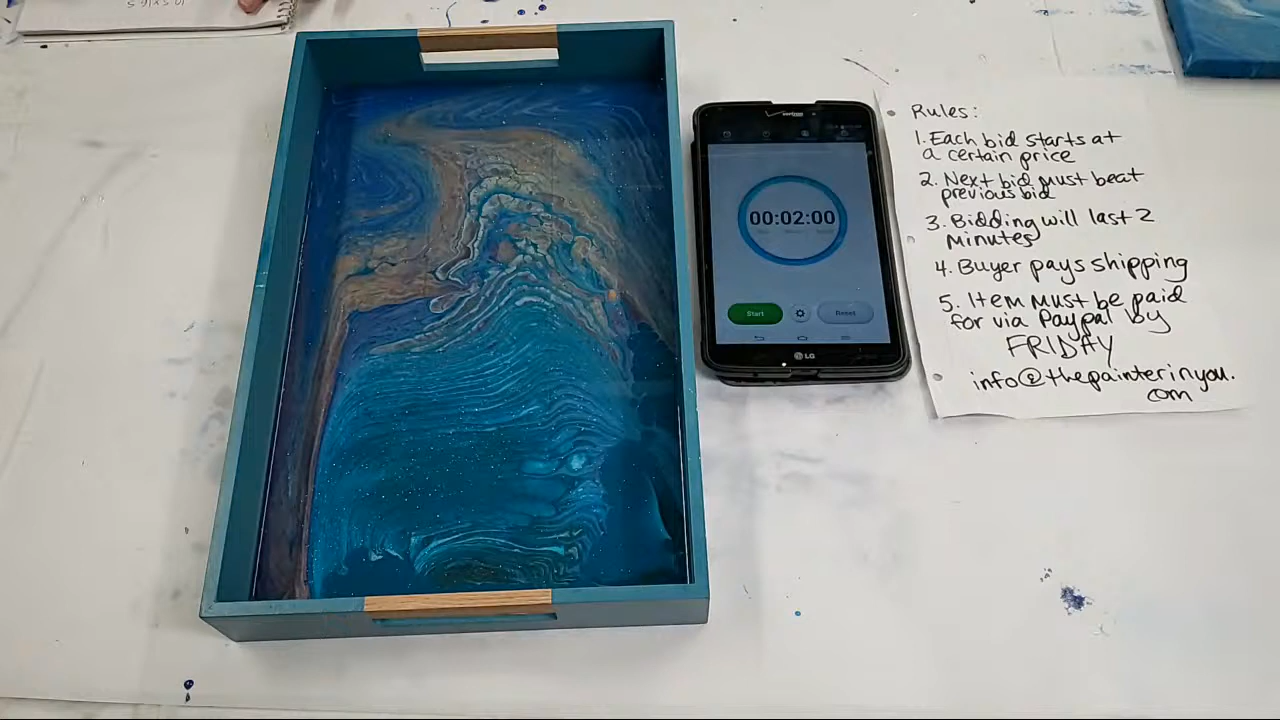 verizon
00:02:00
Start
Reset
LG
Rules:
1. Each bid starts at
a certain price
2. Next bid must beat
previous bid
3. Bidding will last 2
Minutes
4. Buyer pays shipping
5. Item must be paid
for via Paypal by
FRIDAY
info@thepainterinyou.
com